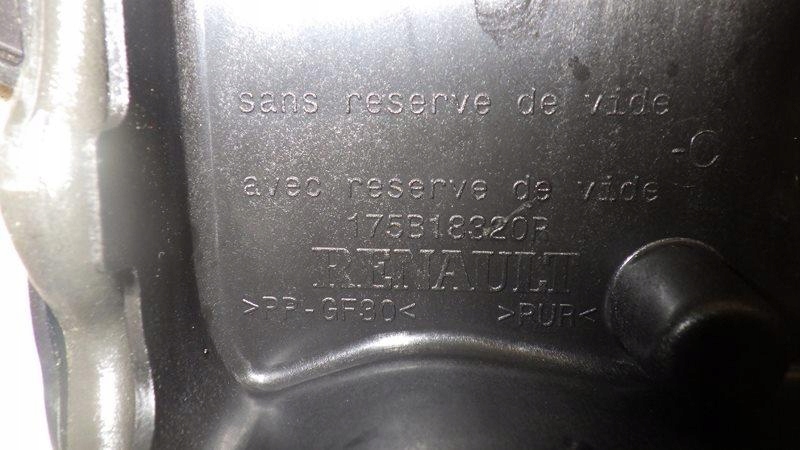 sans reserve de vide
-C
avec reserve de vide
175B18320R
RENAULT
>PP-GF30< >PUR<